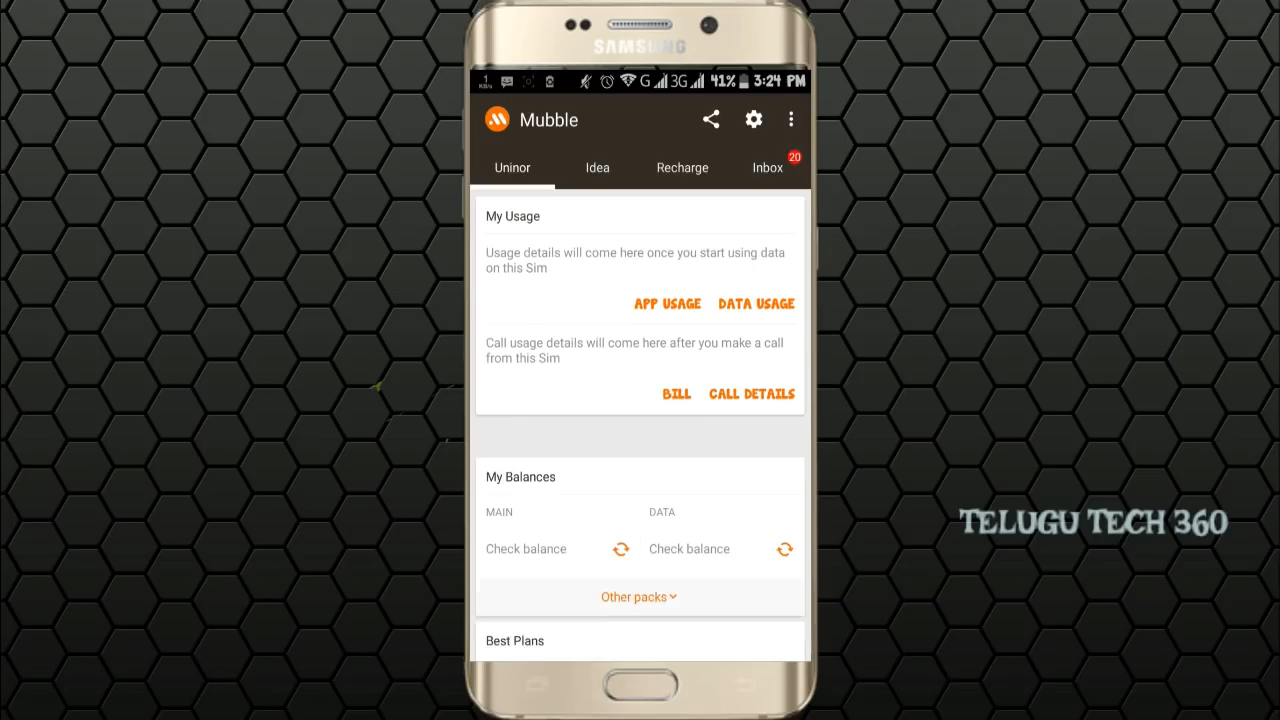 SAMSUNG
1
KB/s
G 3G 41% 3:24 PM
Mubble
Uninor Idea Recharge Inbox 20
My Usage
Usage details will come here once you start using data
on this Sim
APP USAGE DATA USAGE
Call usage details will come here after you make a call
from this Sim
BILL CALL DETAILS
My Balances
MAIN DATA
Check balance Check balance
Other packs
Best Plans
TELUGU TECH 360